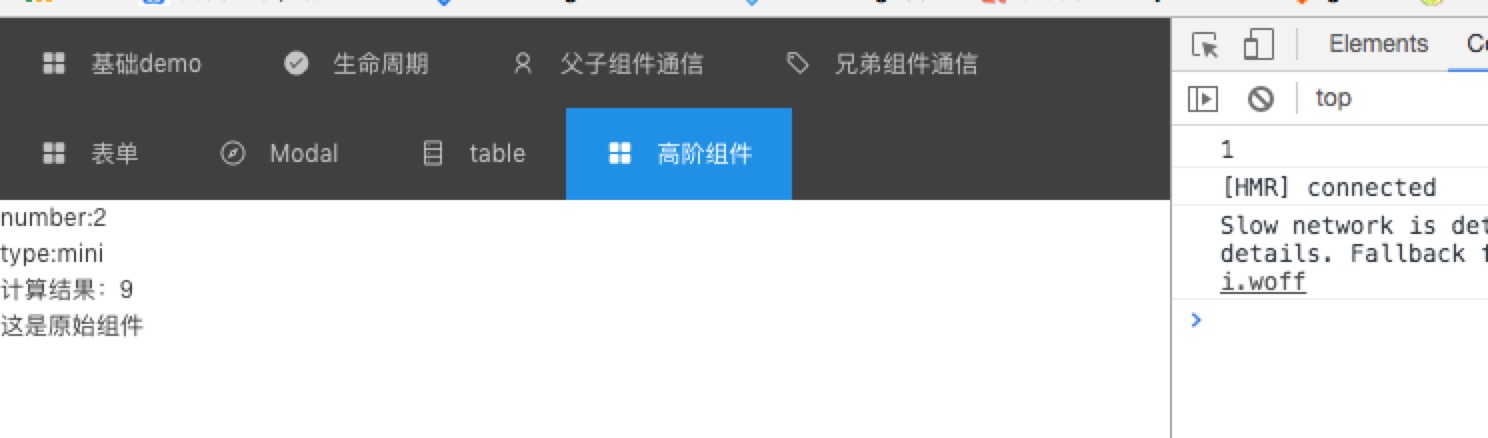 基础demo 生命周期 父子组件通信 兄弟组件通信
表单 Modal table 高阶组件
number:2
type:mini
计算结果：9
这是原始组件
Elements
top
1
[HMR] connected
Slow network is
details. Fallback
i.woff